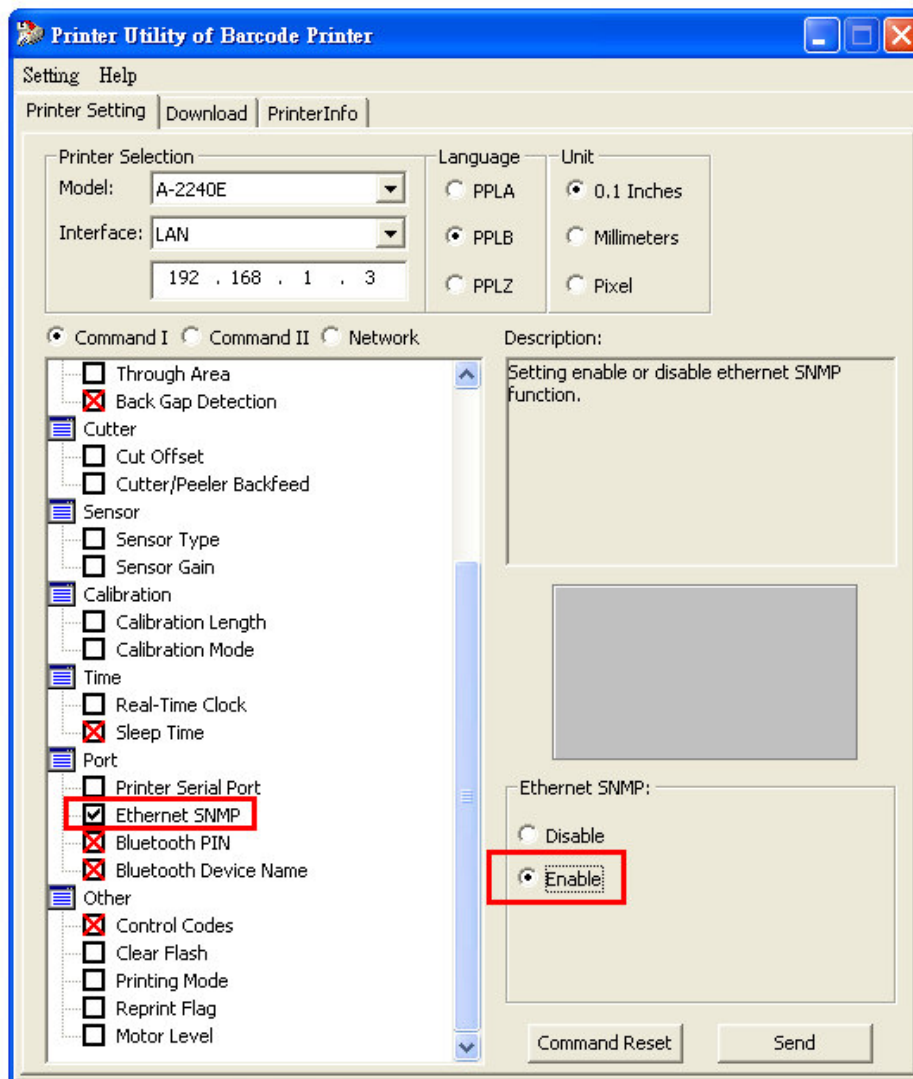 Printer Utility of Barcode Printer
Setting Help
Printer Setting Download PrinterInfo
Printer Selection
Model: A-2240E
Interface: LAN
192 . 168 . 1 . 3
Language
PPLA
PPLB
PPLZ
Unit
0.1 Inches
Millimeters
Pixel
Command I Command II Network
Through Area
Back Gap Detection
Cutter
Cut Offset
Cutter/Peeler Backfeed
Sensor
Sensor Type
Sensor Gain
Calibration
Calibration Length
Calibration Mode
Time
Real-Time Clock
Sleep Time
Port
Printer Serial Port
Ethernet SNMP
Bluetooth PIN
Bluetooth Device Name
Other
Control Codes
Clear Flash
Printing Mode
Reprint Flag
Motor Level
Description:
Setting enable or disable ethernet SNMP
function.
Ethernet SNMP:
Disable
Enable
Command Reset Send